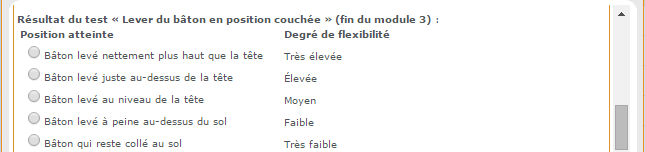 Résultat du test « Lever du bâton en position couchée » (fin du module 3) :
Position atteinte Degré de flexibilité
Bâton levé nettement plus haut que la tête Très élevée
Bâton levé juste au-dessus de la tête Élevée
Bâton levé au niveau de la tête Moyen
Bâton levé à peine au-dessus du sol Faible
Bâton qui reste collé au sol Très faible